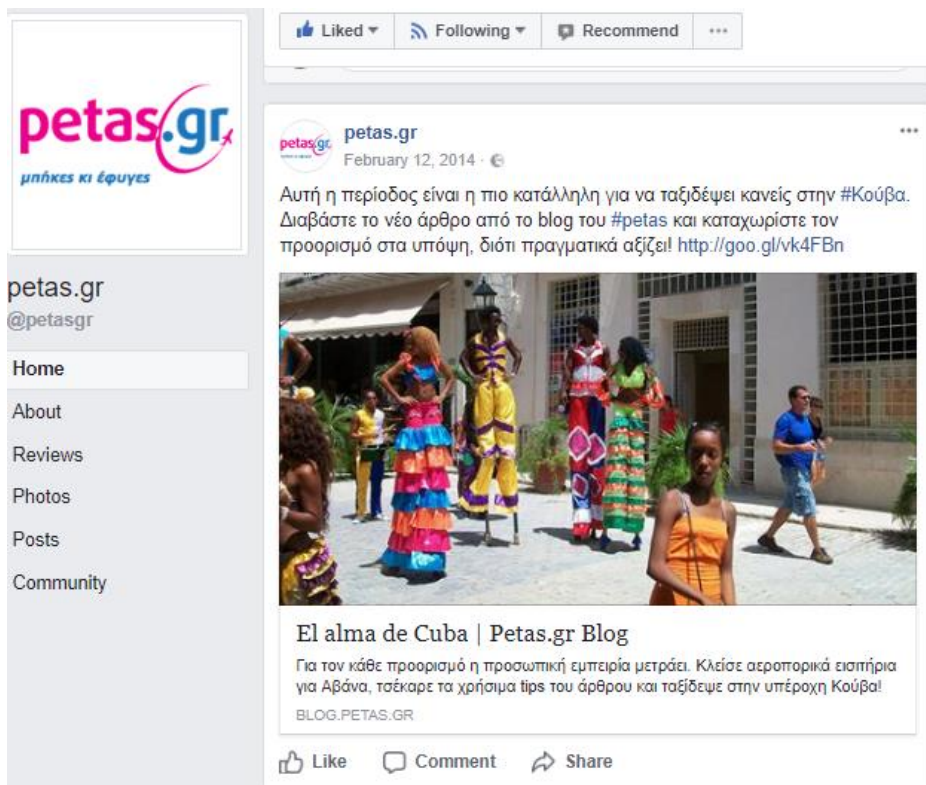 petas.gr
μπήκες κι έφυγες
petas.gr
@petasgr
Home
About
Reviews
Photos
Posts
Community
Liked
Following
Recommend
petas.gr
petas.gr
February 12, 2014 ·
Αυτή η περίοδος είναι η πιο κατάλληλη για να ταξιδέψει κανείς στην #Κούβα.
Διαβάστε το νέο άρθρο από το blog του #petas και καταχωρίστε τον
προορισμό στα υπόψη, διότι πραγματικά αξίζει! http://goo.gl/vk4FBn
El alma de Cuba | Petas.gr Blog
Για τον κάθε προορισμό η προσωπική εμπειρία μετράει. Κλείσε αεροπορικά εισιτήρια
για Αβάνα, τσέκαρε τα χρήσιμα tips του άρθρου και ταξίδεψε στην υπέροχη Κούβα!
BLOG.PETAS.GR
Like
Comment
Share